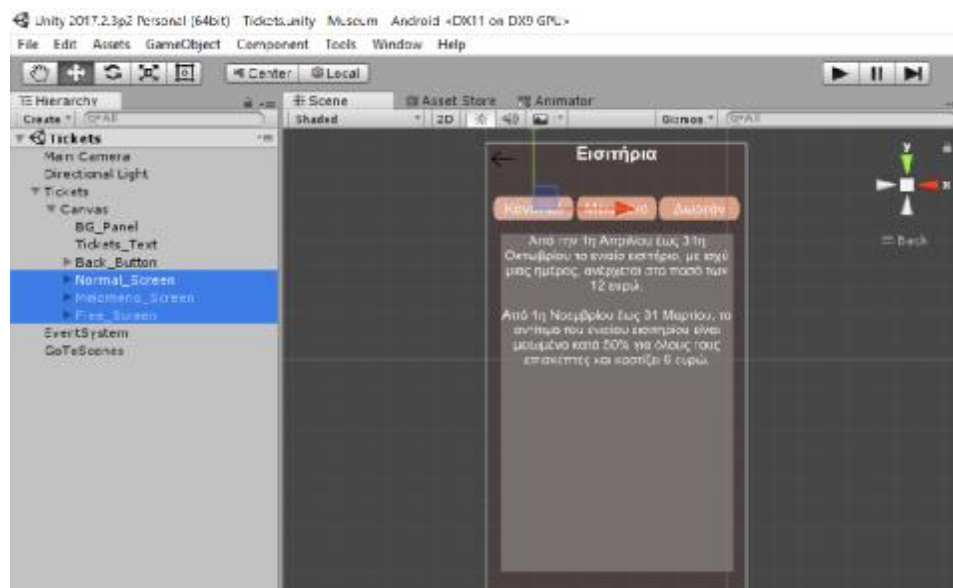 Unity 2017.2.3p2 Personal (64bit) Tickets.unity Museum Android <DX11 on DX9 GPU>
File Edit Assets GameObject Component Tools Window Help
Center Local
Hierarchy
Scene Asset Store Animator
Create All
Shaded 2D Gizmos All
Tickets
Main Camera
Directional Light
Tickets
Canvas
BG_Panel
Tickets_Text
Back_Button
Normal_Screen
Meiomeno_Screen
Free_Screen
EventSystem
GoToScenes
Εισιτήρια
Δωρεάν
Από την 1η Απριλίου έως 31η
Οκτωβρίου το ενιαίο εισιτήριο, με ισχύ
μιας ημέρας, ανέρχεται στο ποσό των
12 ευρώ.
Από 1η Νοεμβρίου έως 31 Μαρτίου, το
αντίτιμο του ενιαίου εισιτηρίου είναι
μειωμένο κατά 50% για όλους τους
επισκέπτες και κοστίζει 6 ευρώ.
y
x
Back